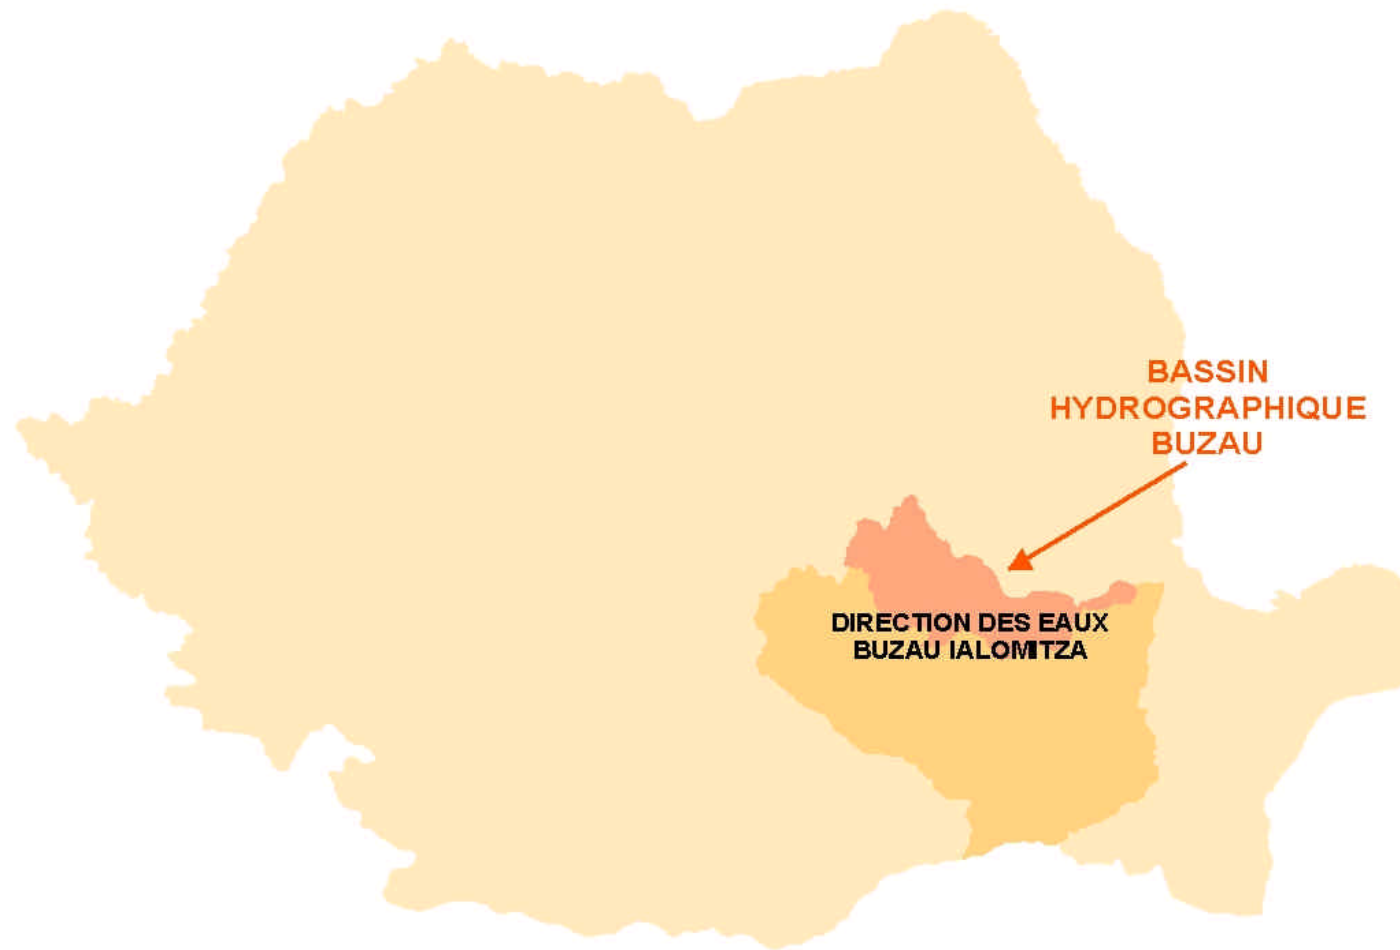 BASSIN
HYDROGRAPHIQUE
BUZAU
DIRECTION DES EAUX
BUZAU IALOMITZA